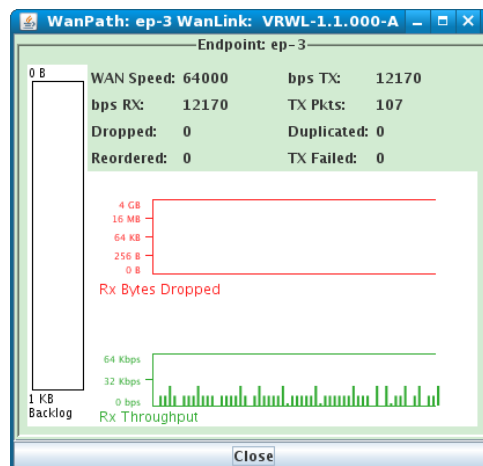 WanPath: ep-3 WanLink: VRWL-1.1.000-A
Endpoint: ep-3
0 B
WAN Speed: 64000 bps TX: 12170
bps RX: 12170 TX Pkts: 107
Dropped: 0 Duplicated: 0
Reordered: 0 TX Failed: 0
4 GB
16 MB
64 KB
256 B
0 B
Rx Bytes Dropped
64 Kbps
32 Kbps
0 bps
Rx Throughput
1 KB
Backlog
Close